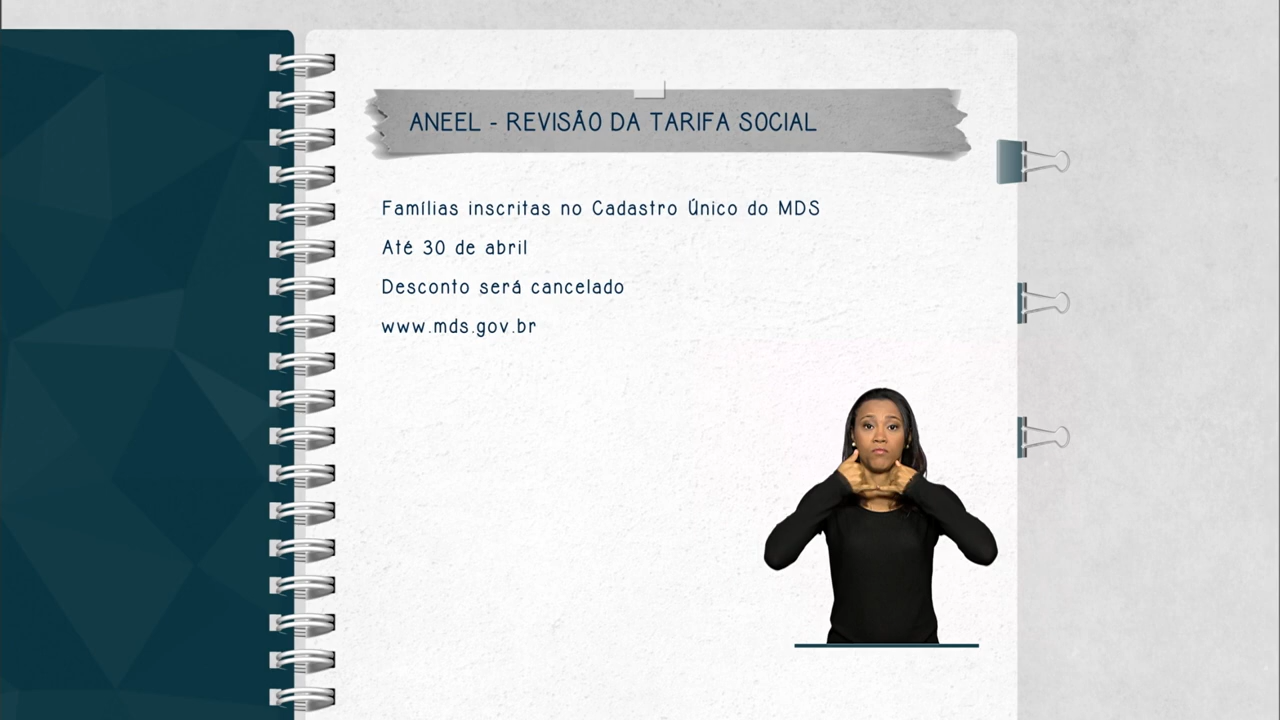 ANEEL - REVISÃO DA TARIFA SOCIAL
Famílias inscritas no Cadastro Único do MDS
Até 30 de abril
Desconto será cancelado
www.mds.gov.br